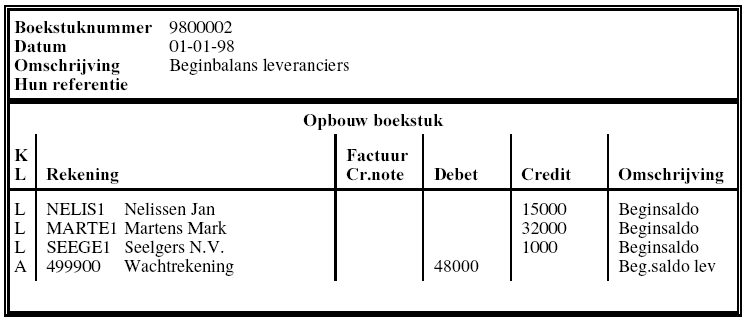 Boekstuknummer 9800002
Datum 01-01-98
Omschrijving Beginbalans leveranciers
Hun referentie
Opbouw boekstuk
K Factuur
L Rekening Cr.note Debet Credit Omschrijving
L NELIS1 Nelissen Jan 15000 Beginsaldo
L MARTE1 Martens Mark 32000 Beginsaldo
L SEEGE1 Seelgers N.V. 1000 Beginsaldo
A 499900 Wachtrekening 48000 Beg.saldo lev